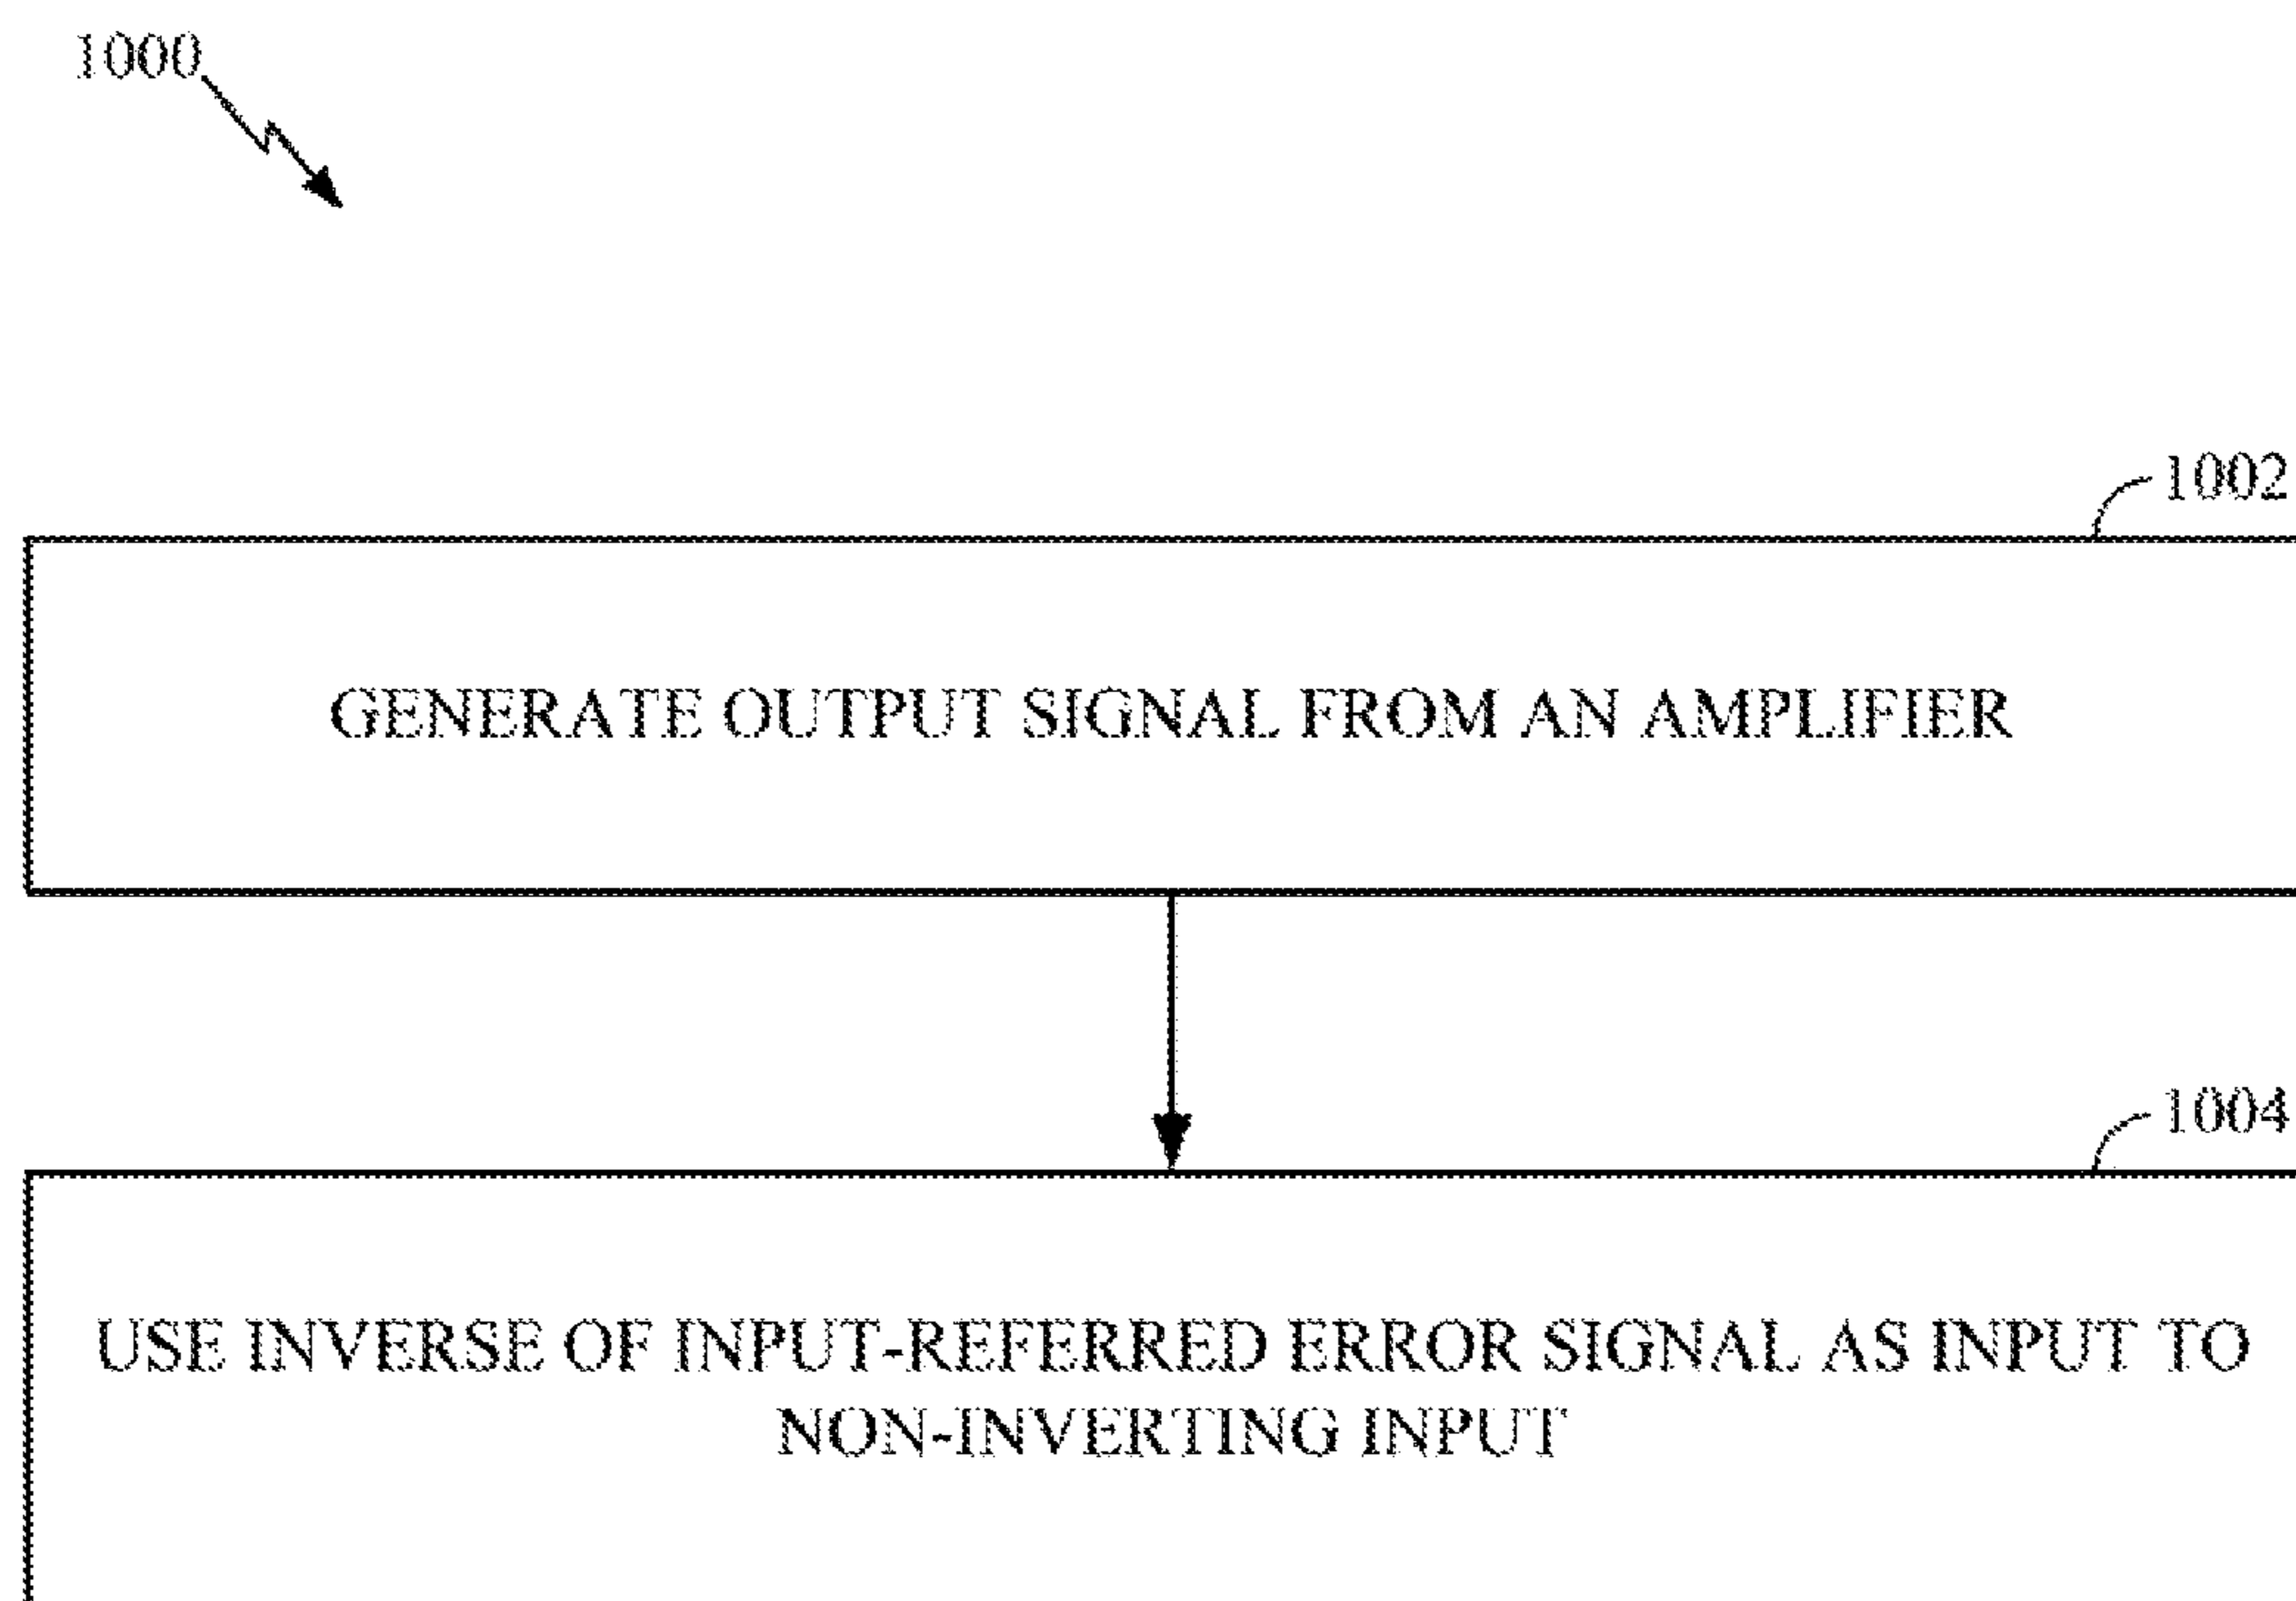 1000
1002
GENERATE OUTPUT SIGNAL FROM AN AMPLIFIER
1004
USE INVERSE OF INPUT-REFERRED ERROR SIGNAL AS INPUT TO
NON-INVERTING INPUT